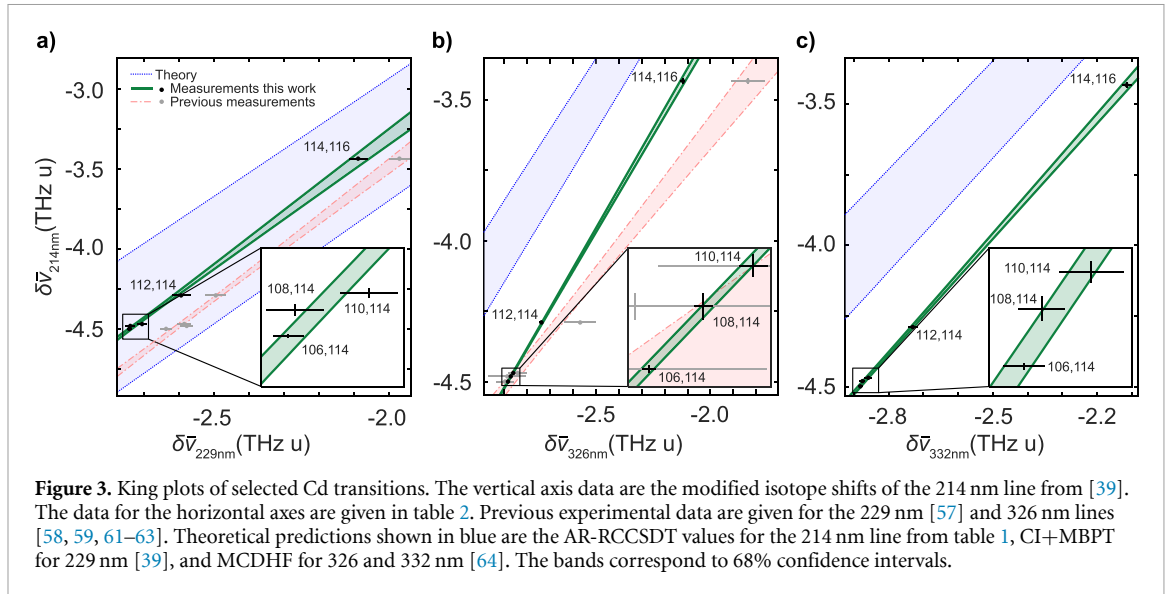 a)
-3.0
-3.5
-4.0
-4.5
δν̄214nm(THz u)
Theory
Measurements this work
Previous measurements
114,116
112,114
108,114
110,114
106,114
-2.5
-2.0
δν̄229nm(THz u)
b)
-3.5
-4.0
-4.5
114,116
112,114
110,114
108,114
106,114
-2.5
-2.0
δν̄326nm(THz u)
c)
-3.5
-4.0
-4.5
114,116
112,114
110,114
108,114
106,114
-2.8
-2.5
-2.2
δν̄332nm(THz u)
Figure 3. King plots of selected Cd transitions. The vertical axis data are the modified isotope shifts of the 214 nm line from [39].
The data for the horizontal axes are given in table 2. Previous experimental data are given for the 229 nm [57] and 326 nm lines
[58, 59, 61–63]. Theoretical predictions shown in blue are the AR-RCCSDT values for the 214 nm line from table 1, CI+MBPT
for 229 nm [39], and MCDHF for 326 and 332 nm [64]. The bands correspond to 68% confidence intervals.